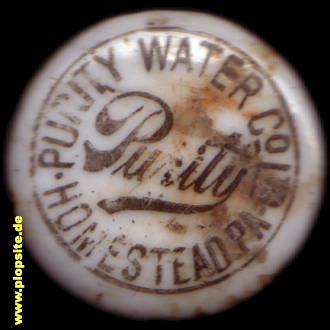 PURITY WATER CO.
Purity
HOMESTEAD, PA.
www.plopsite.de